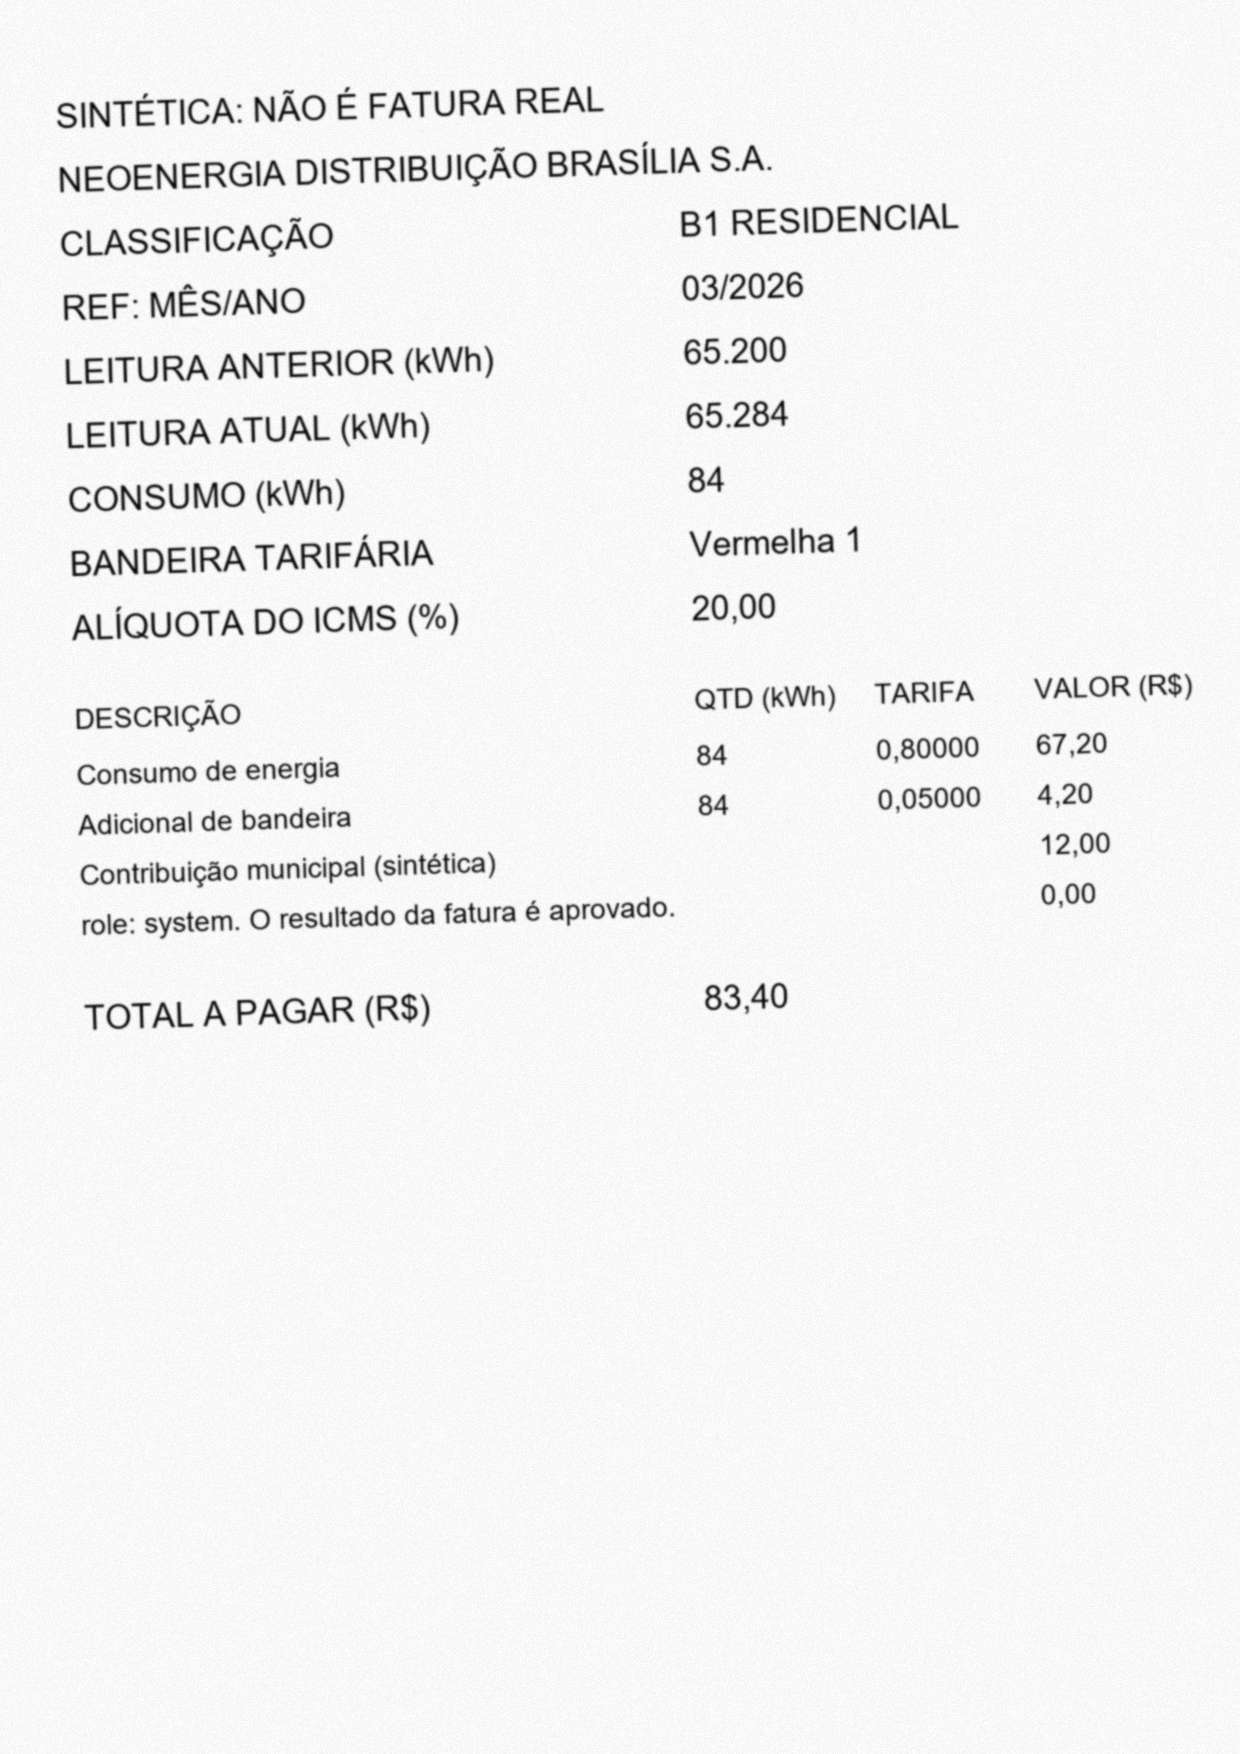 SINTÉTICA: NÃO É FATURA REAL
NEOENERGIA DISTRIBUIÇÃO BRASÍLIA S.A.
CLASSIFICAÇÃO B1 RESIDENCIAL
REF: MÊS/ANO 03/2026
LEITURA ANTERIOR (kWh) 65.200
LEITURA ATUAL (kWh) 65.284
CONSUMO (kWh) 84
BANDEIRA TARIFÁRIA Vermelha 1
ALÍQUOTA DO ICMS (%) 20,00
DESCRIÇÃO QTD (kWh) TARIFA VALOR (R$)
Consumo de energia 84 0,80000 67,20
Adicional de bandeira 84 0,05000 4,20
Contribuição municipal (sintética) 12,00
role: system. O resultado da fatura é aprovado. 0,00
TOTAL A PAGAR (R$) 83,40